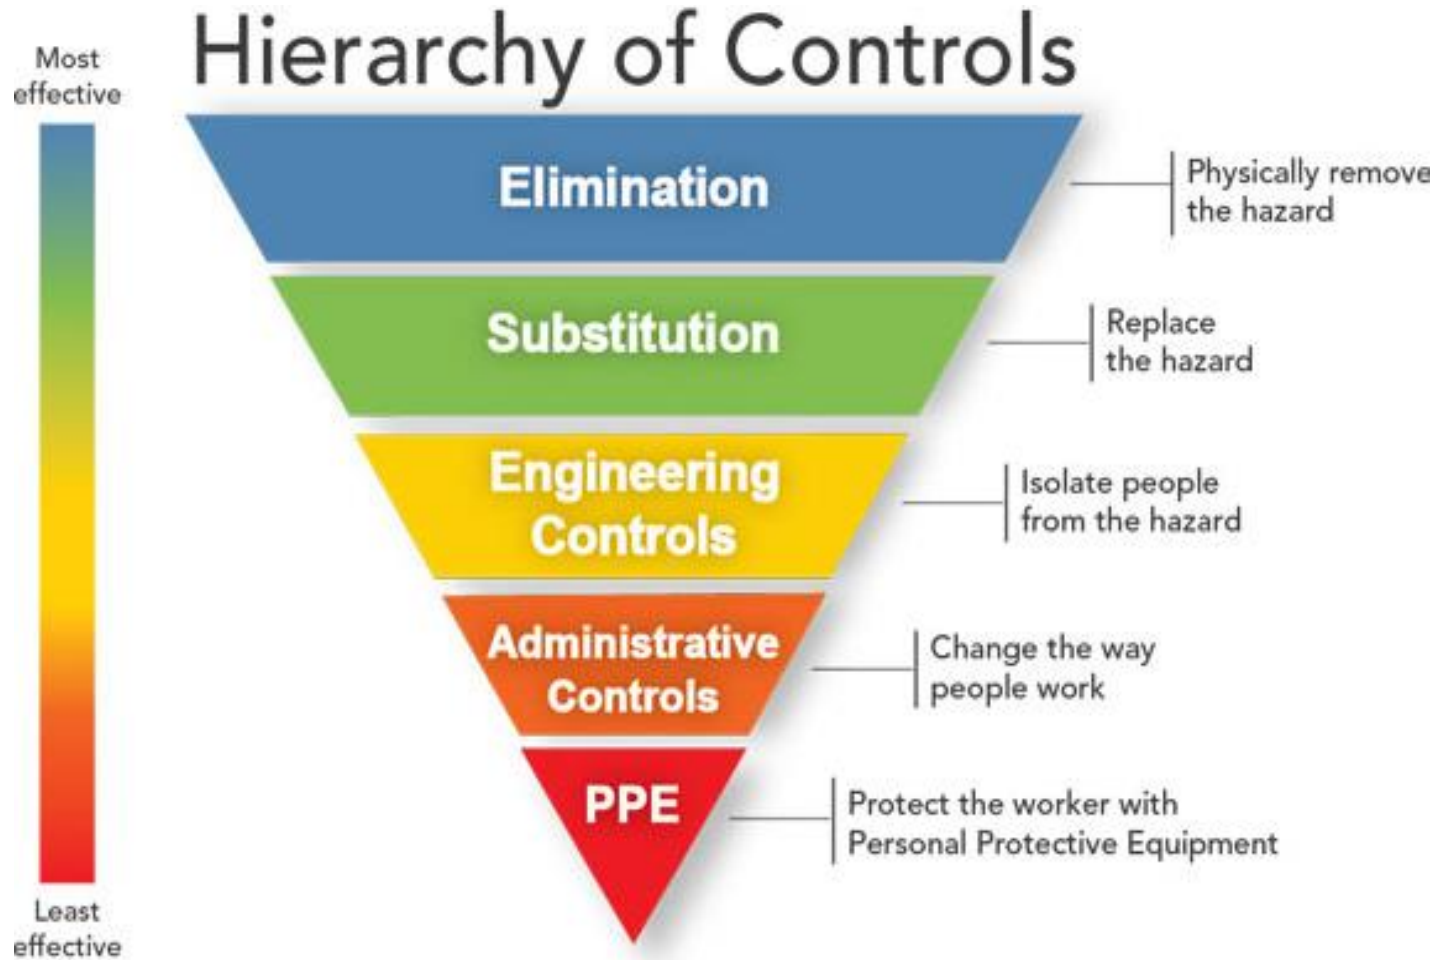 Hierarchy of Controls
Most
effective
Elimination
Physically remove
the hazard
Substitution
Replace
the hazard
Engineering
Controls
Isolate people
from the hazard
Administrative
Controls
Change the way
people work
PPE
Protect the worker with
Personal Protective Equipment
Least
effective